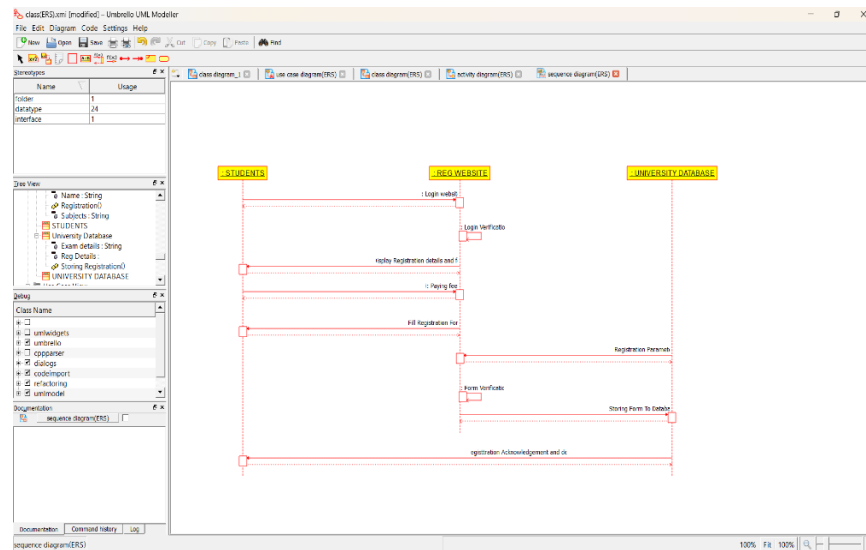 class(ERS).xmi [modified] – Umbrello UML Modeller
File Edit Diagram Code Settings Help
New Open Save Cut Copy Paste Find
Stereotypes
Name Usage
folder 1
datatype 24
interface 1
class diagram_1 use case diagram(ERS) class diagram(ERS) activity diagram(ERS) sequence diagram(ERS)
Tree View
Name : String
Registration()
Subjects : String
STUDENTS
University Database
Exam details : String
Reg Details :
Storing Registration()
UNIVERSITY DATABASE
Debug
Class Name
umlwidgets
umbrello
cppparser
dialogs
codeimport
refactoring
umlmodel
Documentation
sequence diagram(ERS)
Documentation Command history Log
: STUDENTS : REG WEBSITE : UNIVERSITY DATABASE
: Login websit
: Login Verificatio
isplay Registration details and f
: Paying fee
Fill Registration For
Registration Paramab
: Form Verificatic
Storing Form To Databa
egistration Acknowledgement and de
sequence diagram(ERS) 100% Fit 100%